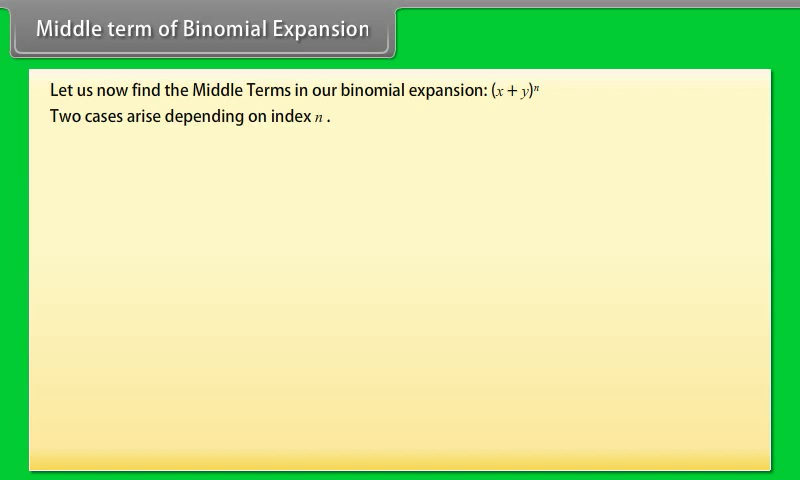 Middle term of Binomial Expansion
Let us now find the Middle Terms in our binomial expansion: (x + y)ⁿ
Two cases arise depending on index n .